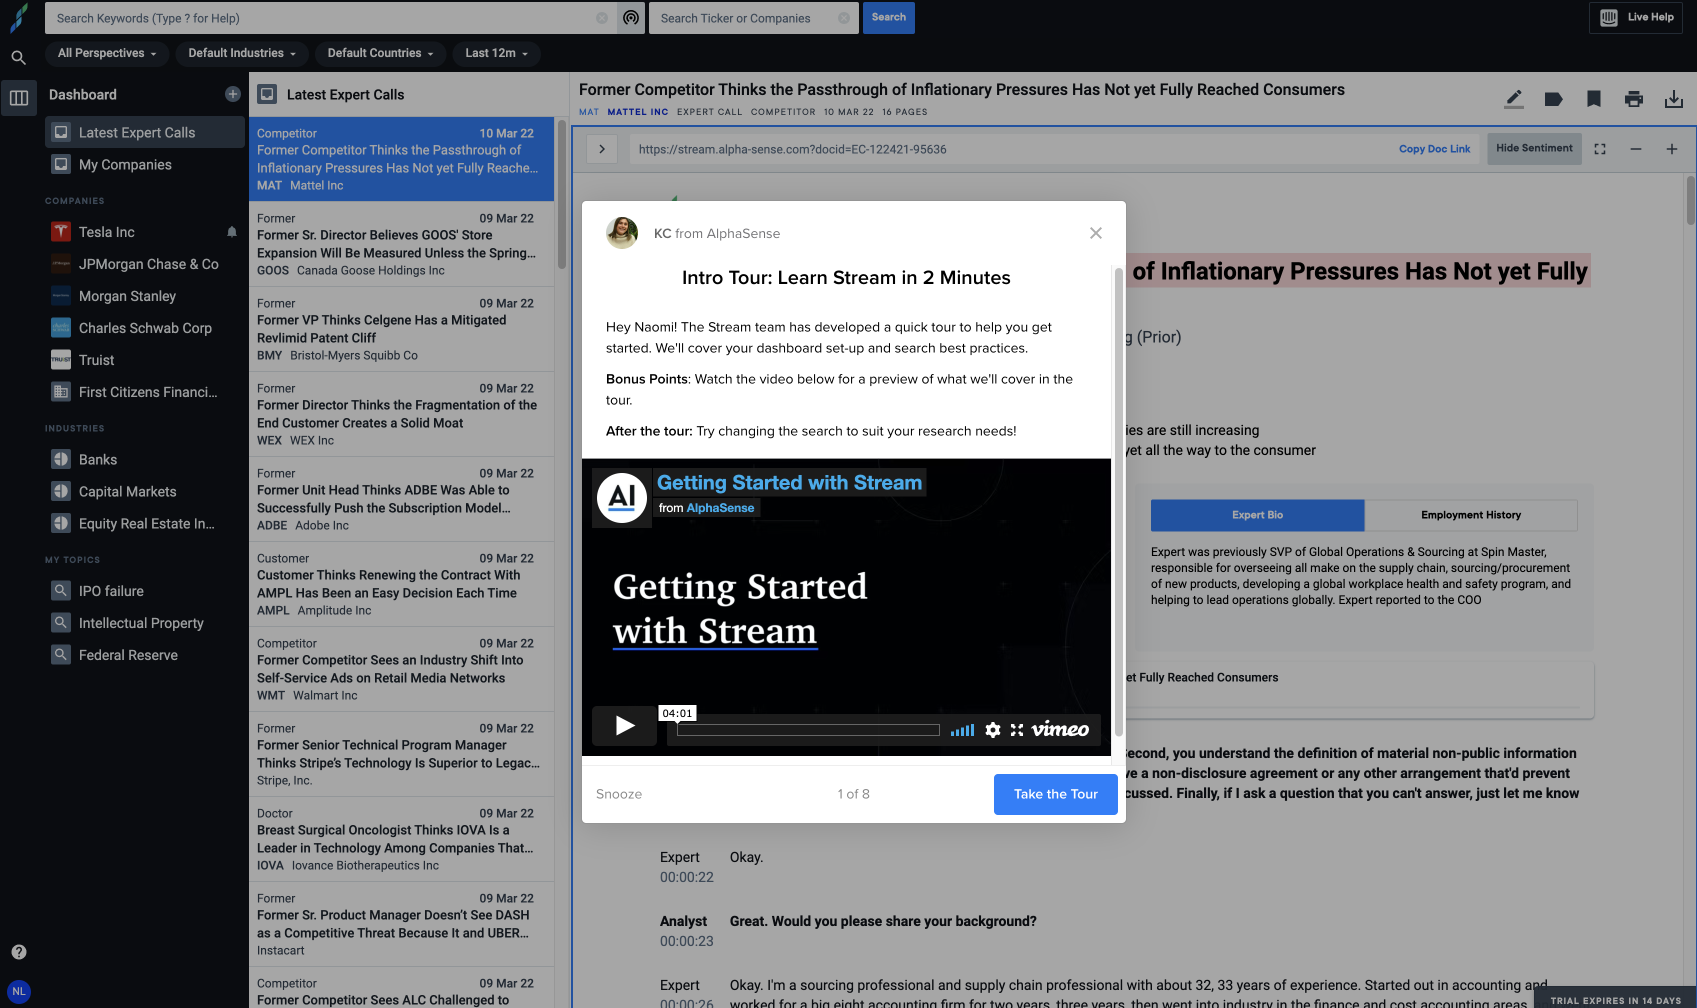 Search Keywords (Type ? for Help)
Search Ticker or Companies
Search
Live Help
All Perspectives
Default Industries
Default Countries
Last 12m
Dashboard
Latest Expert Calls
My Companies
COMPANIES
Tesla Inc
JPMorgan Chase & Co
Morgan Stanley
Charles Schwab Corp
Truist
First Citizens Financi...
INDUSTRIES
Banks
Capital Markets
Equity Real Estate In...
MY TOPICS
IPO failure
Intellectual Property
Federal Reserve
NL
Latest Expert Calls
Competitor 10 Mar 22
Former Competitor Thinks the Passthrough of
Inflationary Pressures Has Not yet Fully Reache...
MAT Mattel Inc
Former 09 Mar 22
Former Sr. Director Believes GOOS' Store
Expansion Will Be Measured Unless the Spring...
GOOS Canada Goose Holdings Inc
Former 09 Mar 22
Former VP Thinks Celgene Has a Mitigated
Revlimid Patent Cliff
BMY Bristol-Myers Squibb Co
Former 09 Mar 22
Former Director Thinks the Fragmentation of the
End Customer Creates a Solid Moat
WEX WEX Inc
Former 09 Mar 22
Former Unit Head Thinks ADBE Was Able to
Successfully Push the Subscription Model...
ADBE Adobe Inc
Customer 09 Mar 22
Customer Thinks Renewing the Contract With
AMPL Has Been an Easy Decision Each Time
AMPL Amplitude Inc
Competitor 09 Mar 22
Former Competitor Sees an Industry Shift Into
Self-Service Ads on Retail Media Networks
WMT Walmart Inc
Former 09 Mar 22
Former Senior Technical Program Manager
Thinks Stripe's Technology Is Superior to Legac...
Stripe, Inc.
Doctor 09 Mar 22
Breast Surgical Oncologist Thinks IOVA Is a
Leader in Technology Among Companies That...
IOVA Iovance Biotherapeutics Inc
Former 09 Mar 22
Former Sr. Product Manager Doesn't See DASH
as a Competitive Threat Because It and UBER...
Instacart
Competitor 09 Mar 22
Former Competitor Sees ALC Challenged to
Former Competitor Thinks the Passthrough of Inflationary Pressures Has Not yet Fully Reached Consumers
MAT MATTEL INC EXPERT CALL COMPETITOR 10 MAR 22 16 PAGES
https://stream.alpha-sense.com?docid=EC-122421-95636
Copy Doc Link
Hide Sentiment
of Inflationary Pressures Has Not yet Fully
g (Prior)
ies are still increasing
yet all the way to the consumer
Expert Bio
Employment History
Expert was previously SVP of Global Operations & Sourcing at Spin Master,
responsible for overseeing all make on the supply chain, sourcing/procurement
of new products, developing a global workplace health and safety program, and
helping to lead operations globally. Expert reported to the COO
et Fully Reached Consumers
Second, you understand the definition of material non-public information
ve a non-disclosure agreement or any other arrangement that'd prevent
cussed. Finally, if I ask a question that you can't answer, just let me know
KC from AlphaSense
Intro Tour: Learn Stream in 2 Minutes
Hey Naomi! The Stream team has developed a quick tour to help you get
started. We'll cover your dashboard set-up and search best practices.
Bonus Points: Watch the video below for a preview of what we'll cover in the
tour.
After the tour: Try changing the search to suit your research needs!
AI
Getting Started with Stream
from AlphaSense
Getting Started
with Stream
04:01
vimeo
Snooze
1 of 8
Take the Tour
Expert Okay.
00:00:22
Analyst Great. Would you please share your background?
00:00:23
Expert Okay. I'm a sourcing professional and supply chain professional with about 32, 33 years of experience. Started out in accounting and
00:00:26 worked for a big eight accounting firm for two years, three years, then went into industry in the finance and cost accounting areas
TRIAL EXPIRES IN 14 DAYS